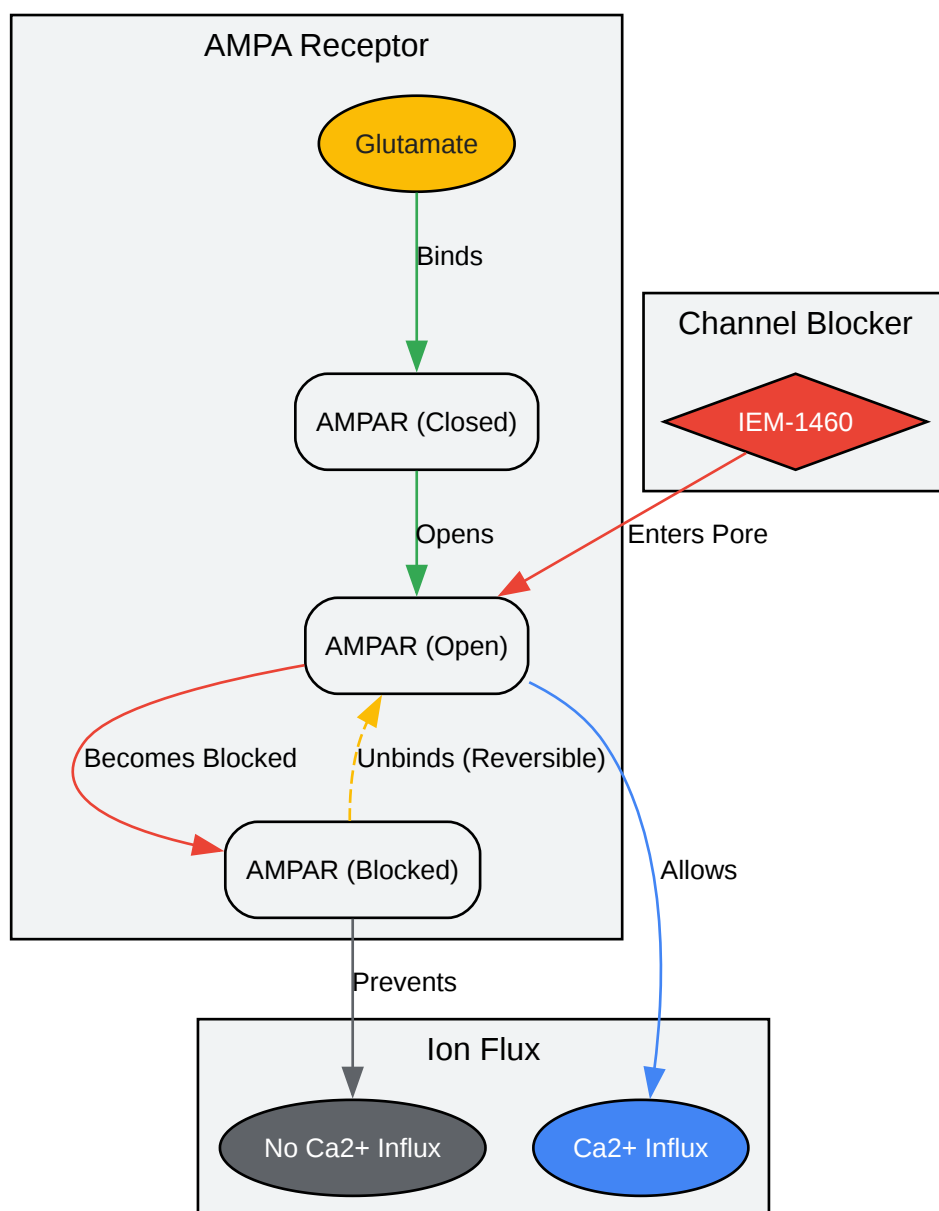 AMPA Receptor
Glutamate
Binds
Channel Blocker
AMPAR (Closed)
IEM-1460
Opens
Enters Pore
AMPAR (Open)
Becomes Blocked
Unbinds (Reversible)
AMPAR (Blocked)
Allows
Prevents
Ion Flux
No Ca2+ Influx
Ca2+ Influx